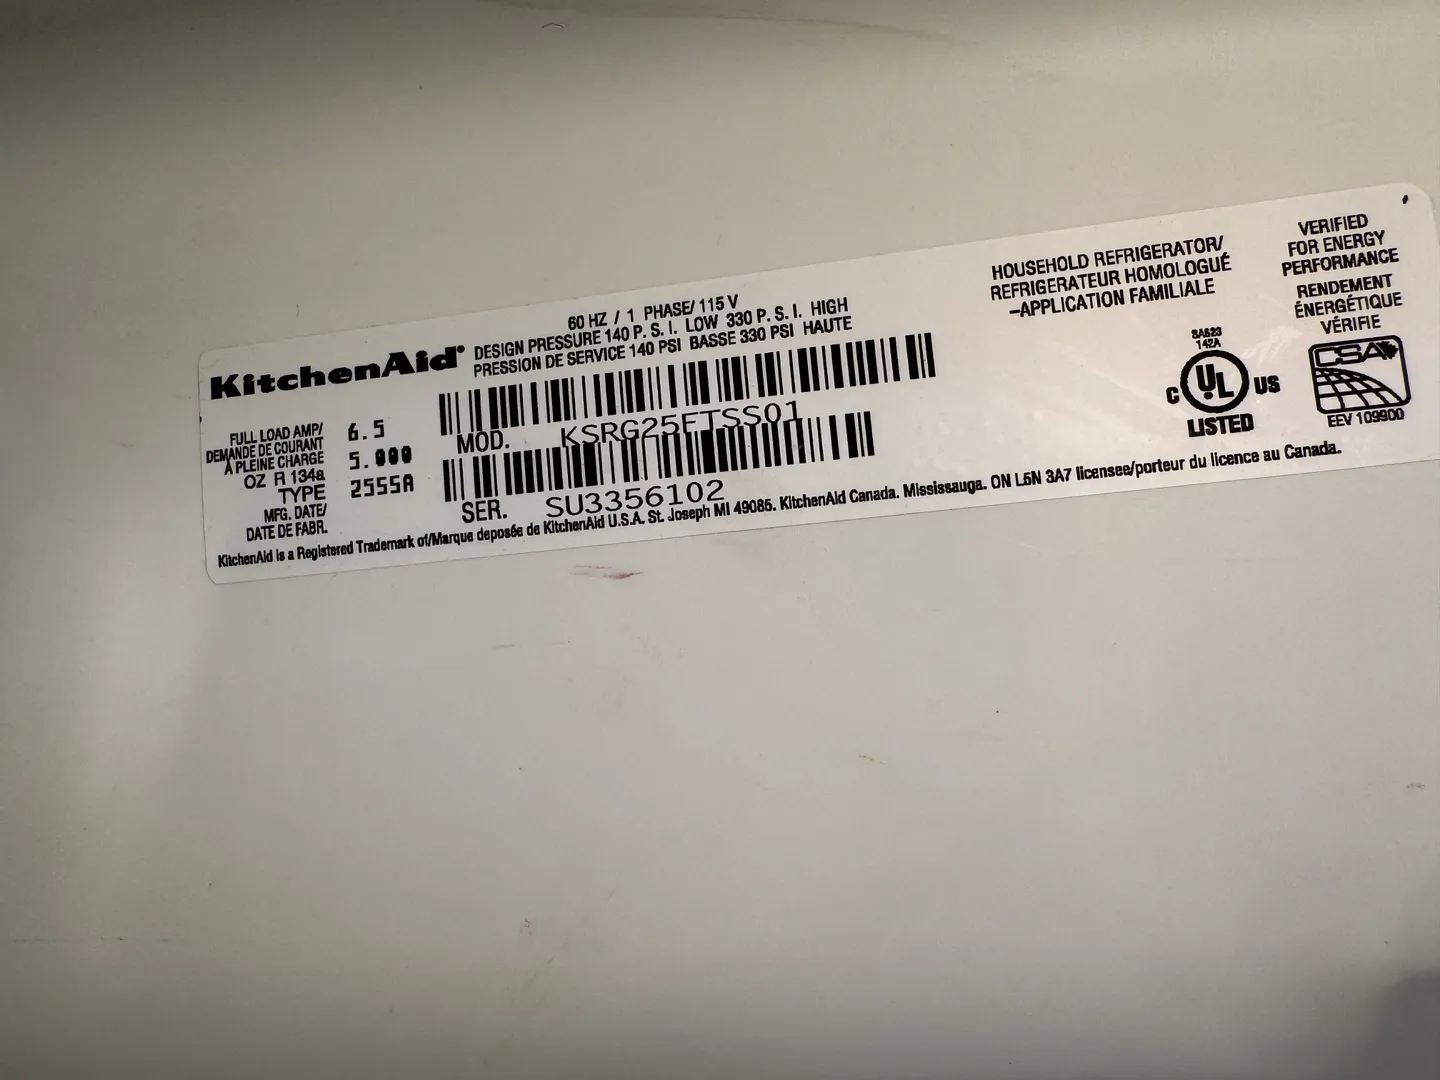 KitchenAid®
60 HZ / 1 PHASE/ 115 V
DESIGN PRESSURE 140 P. S. I. LOW 330 P. S. I. HIGH
PRESSION DE SERVICE 140 PSI BASSE 330 PSI HAUTE
FULL LOAD AMP/ 6.5
DEMANDE DE COURANT
À PLEINE CHARGE
OZ R 134a 5.000
TYPE 2555A
MFG. DATE/
DATE DE FABR.
MOD. KSRG25FTSS01
SER. SU3356102
HOUSEHOLD REFRIGERATOR/
REFRIGERATEUR HOMOLOGUÉ
–APPLICATION FAMILIALE
SA623
142A
C UL US
LISTED
VERIFIED
FOR ENERGY
PERFORMANCE
RENDEMENT
ÉNERGÉTIQUE
VÉRIFIE
CSA
EEV 109900
KitchenAid is a Registered Trademark of/Marque deposée de KitchenAid U.S.A. St. Joseph MI 49085. KitchenAid Canada. Mississauga. ON L5N 3A7 licensee/porteur du licence au Canada.